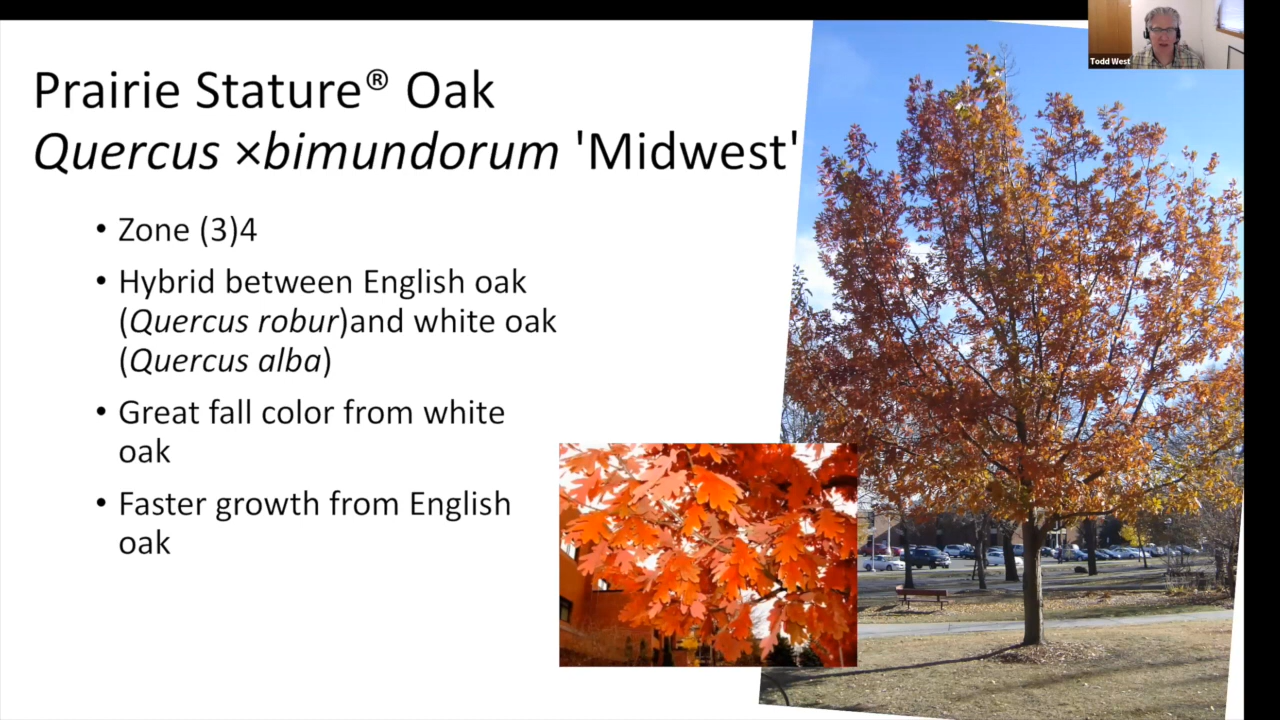 Prairie Stature® Oak
Quercus ×bimundorum 'Midwest'
• Zone (3)4
• Hybrid between English oak
(Quercus robur)and white oak
(Quercus alba)
• Great fall color from white
oak
• Faster growth from English
oak
Todd West